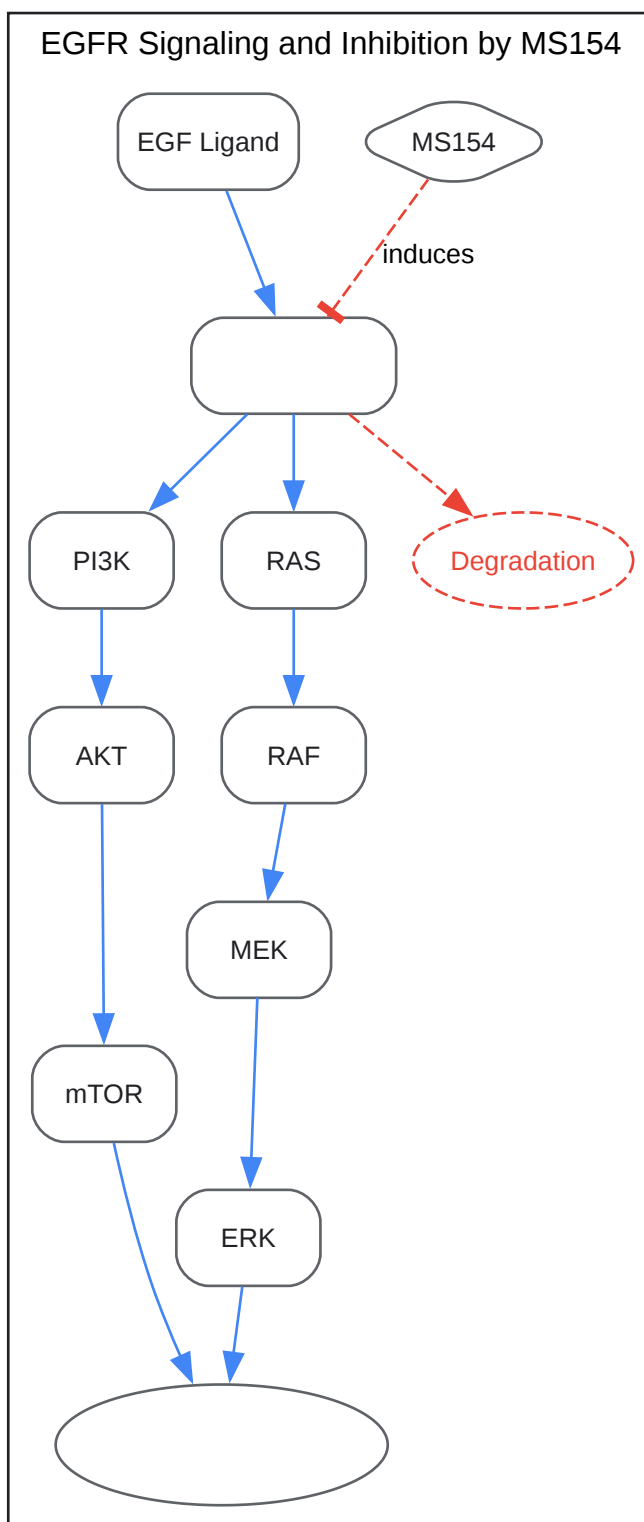 EGFR Signaling and Inhibition by MS154
EGF Ligand
MS154
induces
PI3K
RAS
Degradation
AKT
RAF
MEK
mTOR
ERK